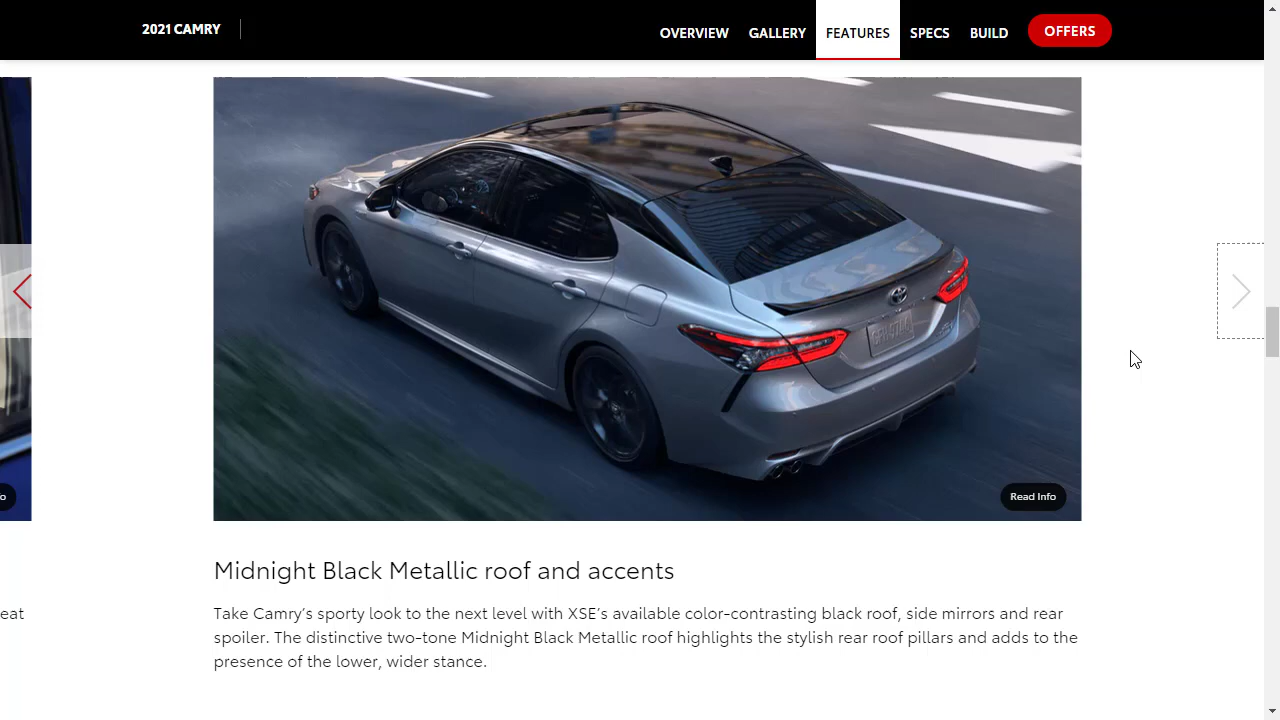 2021 CAMRY
OVERVIEW GALLERY FEATURES SPECS BUILD OFFERS
Read Info
o
Midnight Black Metallic roof and accents
eat
Take Camry's sporty look to the next level with XSE's available color-contrasting black roof, side mirrors and rear
spoiler. The distinctive two-tone Midnight Black Metallic roof highlights the stylish rear roof pillars and adds to the
presence of the lower, wider stance.